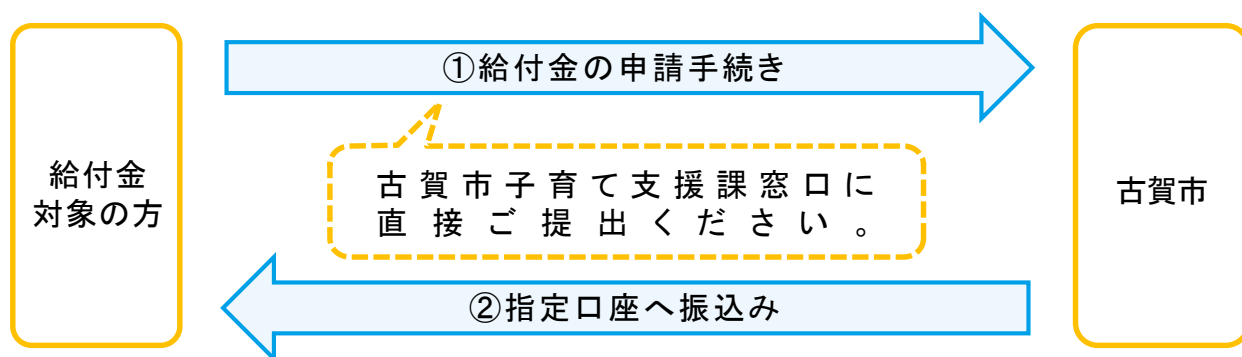 給付金
対象の方
①給付金の申請手続き
古賀市子育て支援課窓口に
直接ご提出ください。
②指定口座へ振込み
古賀市